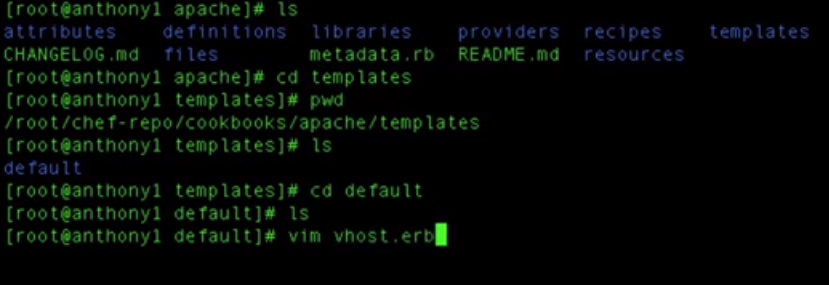 [root@anthony1 apache]# ls
attributes definitions libraries providers recipes templates
CHANGELOG.md files metadata.rb README.md resources
[root@anthony1 apache]# cd templates
[root@anthony1 templates]# pwd
/root/chef-repo/cookbooks/apache/templates
[root@anthony1 templates]# ls
default
[root@anthony1 templates]# cd default
[root@anthony1 default]# ls
[root@anthony1 default]# vim vhost.erb